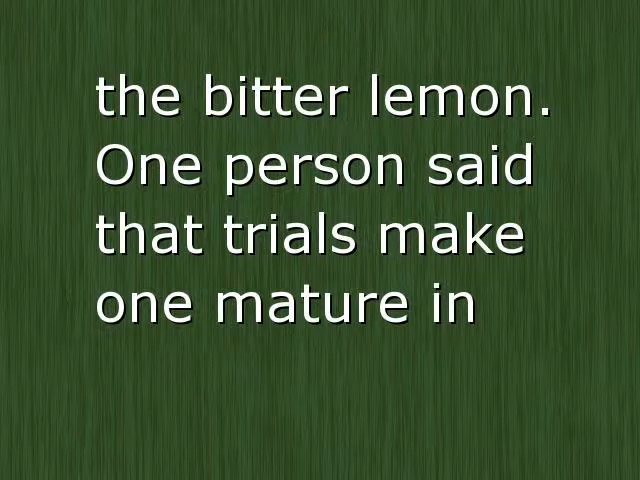 the bitter lemon.
One person said
that trials make
one mature in